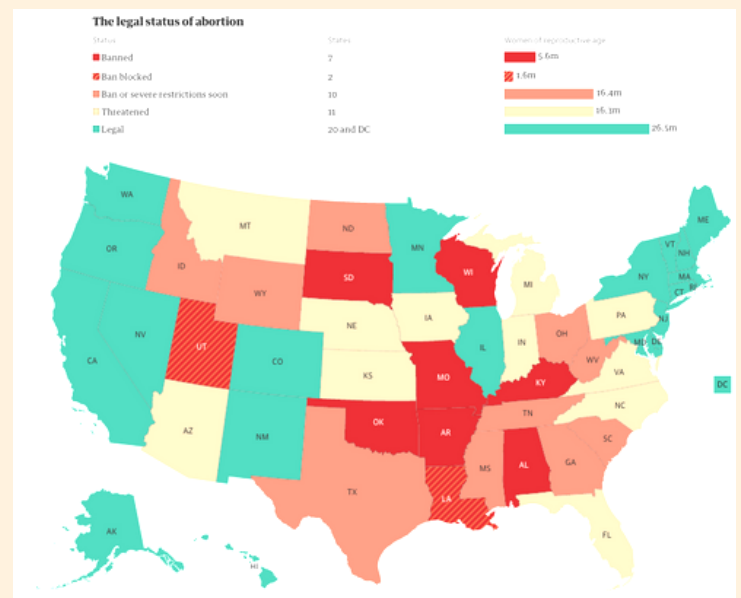 The legal status of abortion
Status States Women of reproductive age
Banned 7 5.6m
Ban blocked 2 1.6m
Ban or severe restrictions soon 10 16.4m
Threatened 11 16.3m
Legal 20 and DC 26.5m
WA
ME
MT ND
VT
OR MN NH
ID SD WI NY MA
WY MI CT RI
IA PA
NE NJ
NV OH MD DE
UT IL IN
CO WV
CA KS MO KY VA DC
NC
AZ OK TN
NM AR SC
MS AL GA
TX LA
AK FL
HI